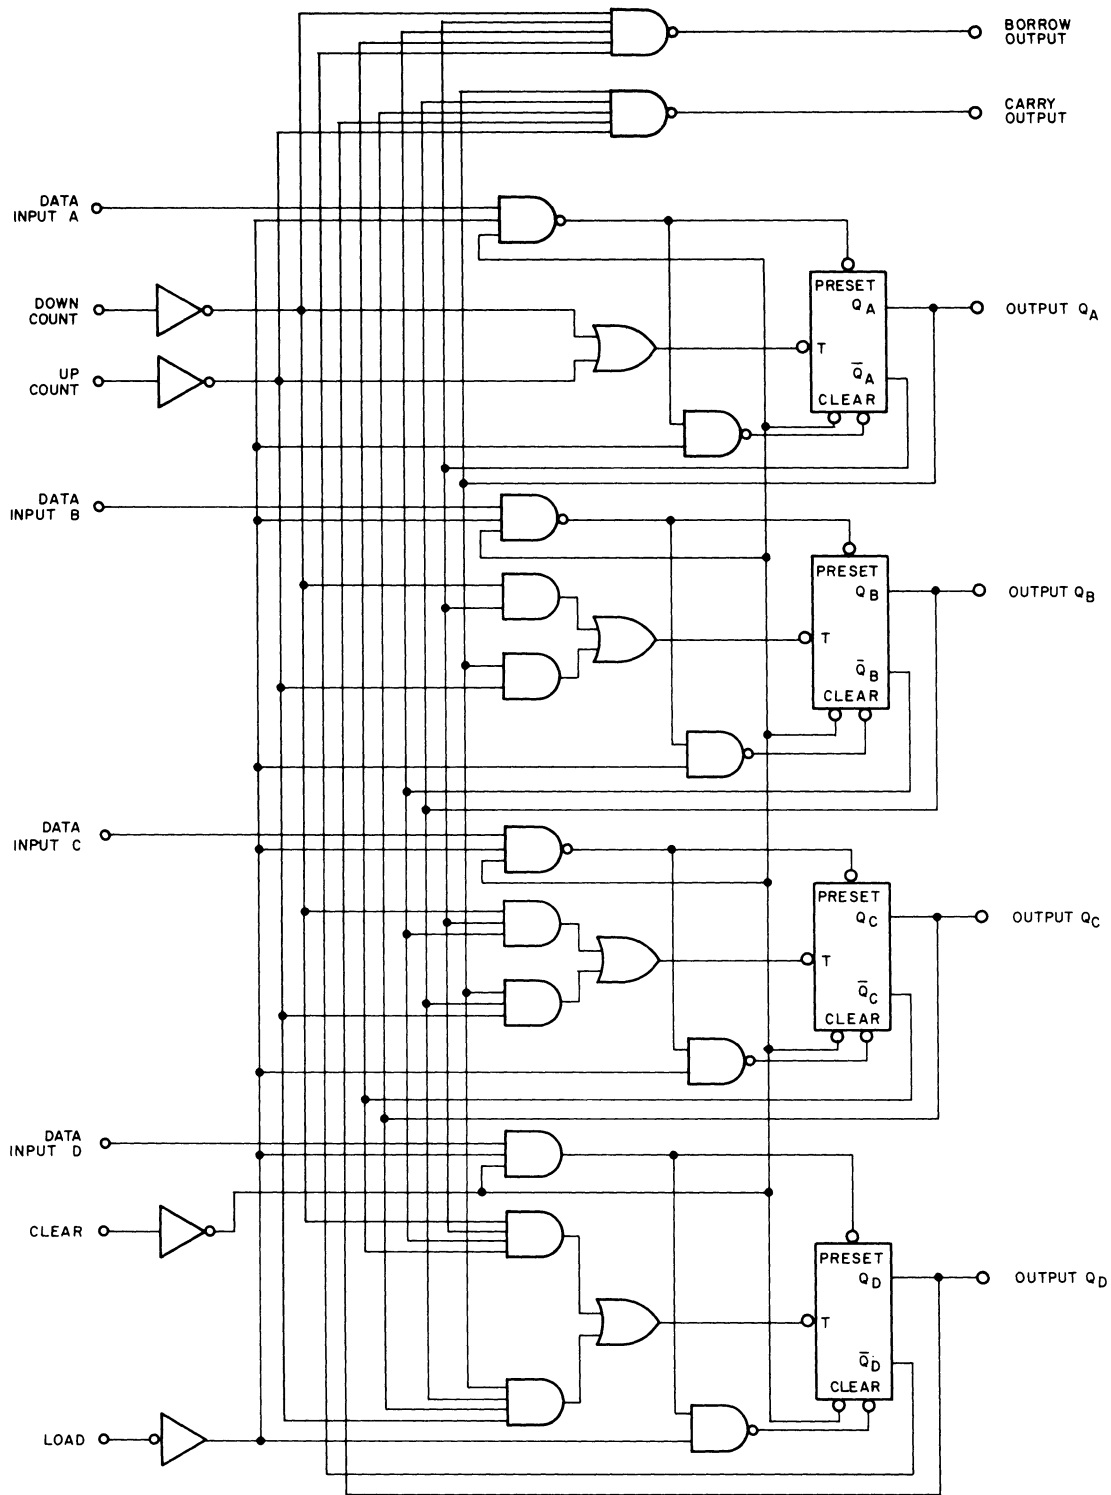 BORROW
OUTPUT
CARRY
OUTPUT
DATA
INPUT A
DOWN
COUNT
UP
COUNT
PRESET
QA
T
Q̅A
CLEAR
OUTPUT QA
DATA
INPUT B
PRESET
QB
T
Q̅B
CLEAR
OUTPUT QB
DATA
INPUT C
PRESET
QC
T
Q̅C
CLEAR
OUTPUT QC
DATA
INPUT D
CLEAR
PRESET
QD
T
Q̅D
CLEAR
OUTPUT QD
LOAD